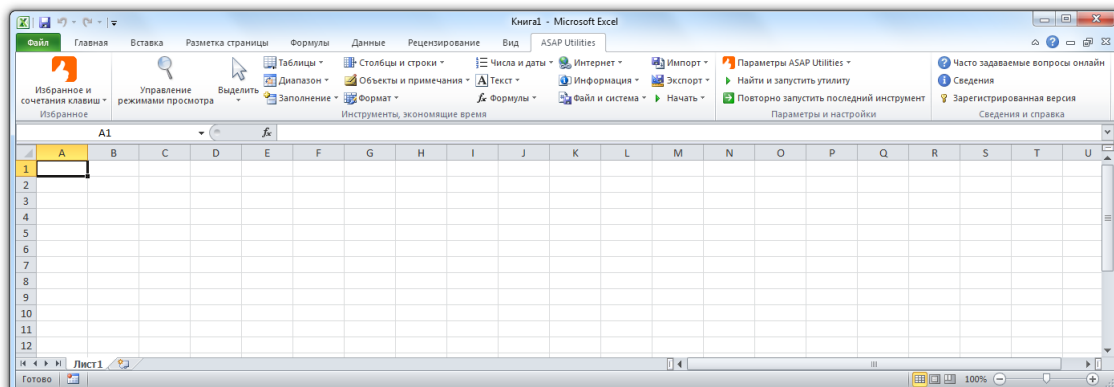 Книга1 - Microsoft Excel
Файл Главная Вставка Разметка страницы Формулы Данные Рецензирование Вид ASAP Utilities
Избранное и сочетания клавиш
Управление режимами просмотра
Выделить
Таблицы Столбцы и строки Числа и даты Интернет Импорт Параметры ASAP Utilities Часто задаваемые вопросы онлайн
Диапазон Объекты и примечания Текст Информация Экспорт Найти и запустить утилиту Сведения
Заполнение Формат Формулы Файл и система Начать Повторно запустить последний инструмент Зарегистрированная версия
Избранное Инструменты, экономящие время Параметры и настройки Сведения и справка
A1 fx
A B C D E F G H I J K L M N O P Q R S T U
1
2
3
4
5
6
7
8
9
10
11
12
Лист1
Готово 100%